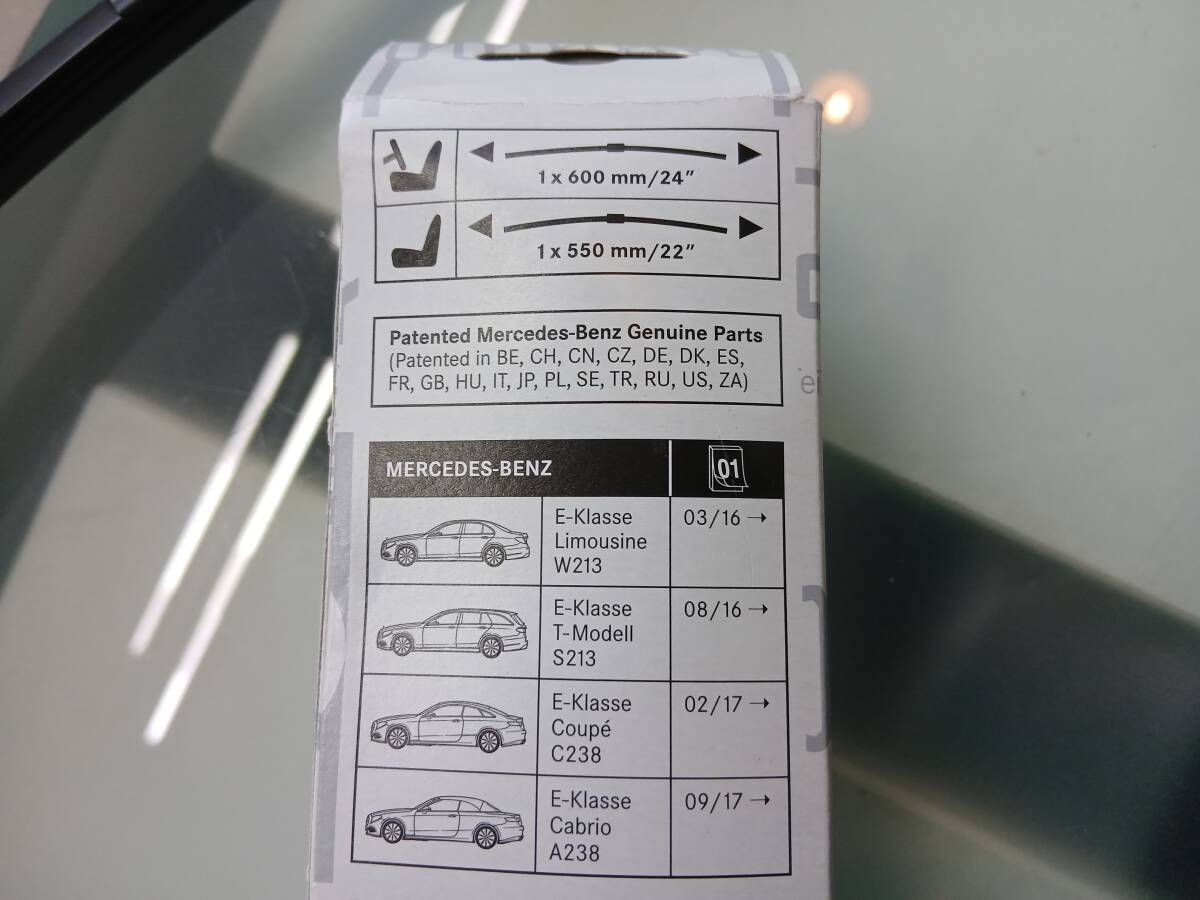 1 x 600 mm/24"
1 x 550 mm/22"
Patented Mercedes-Benz Genuine Parts
(Patented in BE, CH, CN, CZ, DE, DK, ES,
FR, GB, HU, IT, JP, PL, SE, TR, RU, US, ZA)
MERCEDES-BENZ
01
E-Klasse
Limousine
W213
03/16 →
E-Klasse
T-Modell
S213
08/16 →
E-Klasse
Coupé
C238
02/17 →
E-Klasse
Cabrio
A238
09/17 →